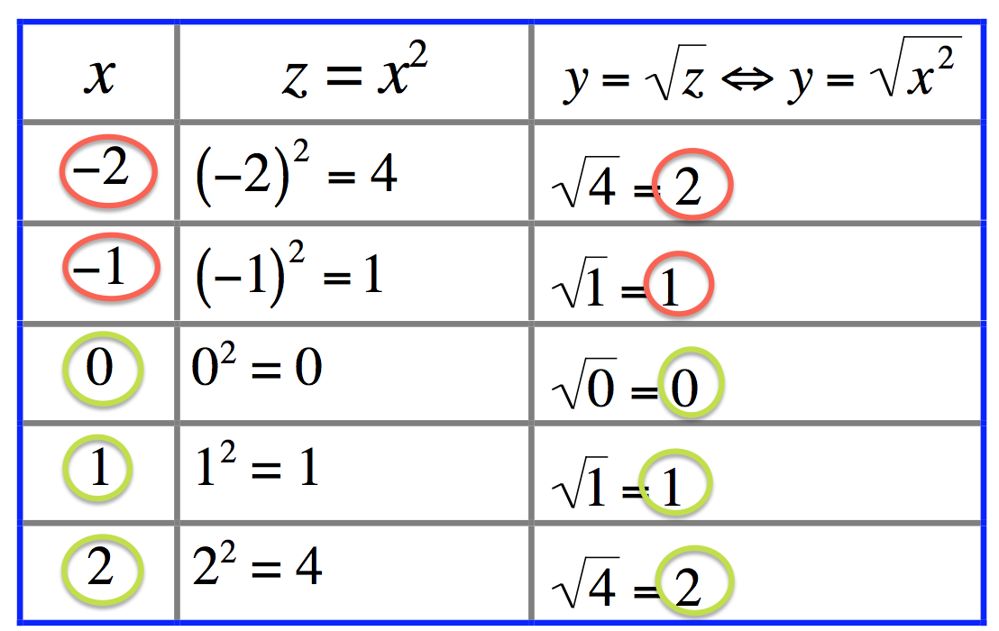 x z = x² y = √z ⇔ y = √x²
−2 (−2)² = 4 √4 = 2
−1 (−1)² = 1 √1 = 1
0 0² = 0 √0 = 0
1 1² = 1 √1 = 1
2 2² = 4 √4 = 2